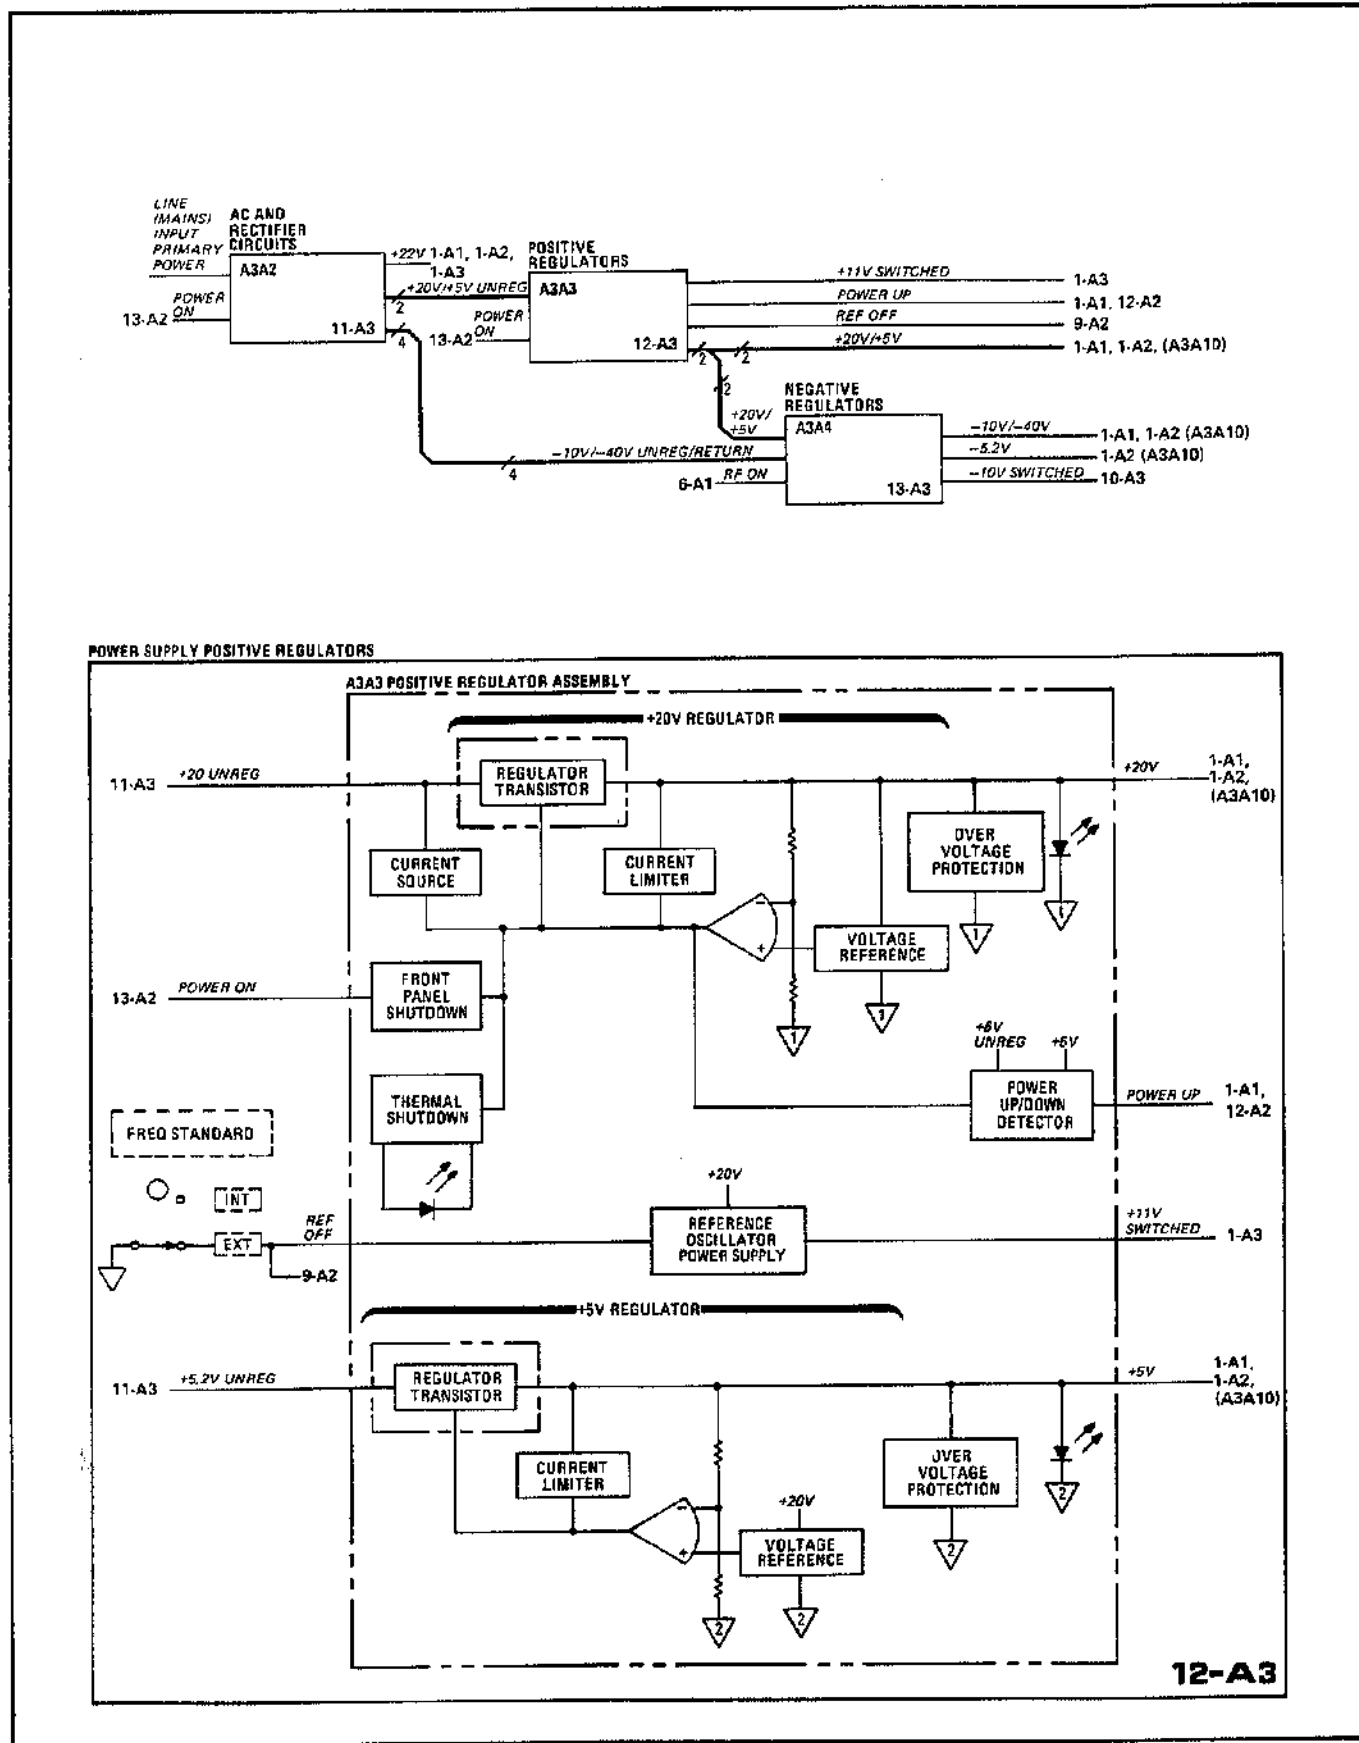 LINE
(MAINS)
INPUT
PRIMARY
POWER
AC AND
RECTIFIER
CIRCUITS
A3A2
13-A2
POWER
ON
11-A3
+22V
1-A1, 1-A2,
1-A3
+20V/+5V UNREG
2
4
POSITIVE
REGULATORS
A3A3
13-A2
POWER
ON
12-A3
+11V SWITCHED
1-A3
POWER UP
1-A1, 12-A2
REF OFF
9-A2
2
2
+20V/+5V
1-A1, 1-A2, (A3A10)
2
+20V/
+5V
NEGATIVE
REGULATORS
A3A4
-10V/-40V UNREG/RETURN
4
6-A1
RF ON
13-A3
-10V/-40V
1-A1, 1-A2 (A3A10)
-5.2V
1-A2 (A3A10)
-10V SWITCHED
10-A3
POWER SUPPLY POSITIVE REGULATORS
A3A3 POSITIVE REGULATOR ASSEMBLY
+20V REGULATOR
11-A3
+20 UNREG
REGULATOR
TRANSISTOR
+20V
1-A1,
1-A2,
(A3A10)
CURRENT
SOURCE
CURRENT
LIMITER
OVER
VOLTAGE
PROTECTION
-
+
VOLTAGE
REFERENCE
1
1
1
1
13-A2
POWER ON
FRONT
PANEL
SHUTDOWN
THERMAL
SHUTDOWN
+5V
UNREG
+5V
POWER
UP/DOWN
DETECTOR
POWER UP
1-A1,
12-A2
FREQ STANDARD
INT
EXT
REF
OFF
9-A2
+20V
REFERENCE
OSCILLATOR
POWER SUPPLY
+11V
SWITCHED
1-A3
+5V REGULATOR
11-A3
+5.2V UNREG
REGULATOR
TRANSISTOR
+5V
1-A1,
1-A2,
(A3A10)
CURRENT
LIMITER
-
+
+20V
VOLTAGE
REFERENCE
OVER
VOLTAGE
PROTECTION
2
2
2
2
12-A3